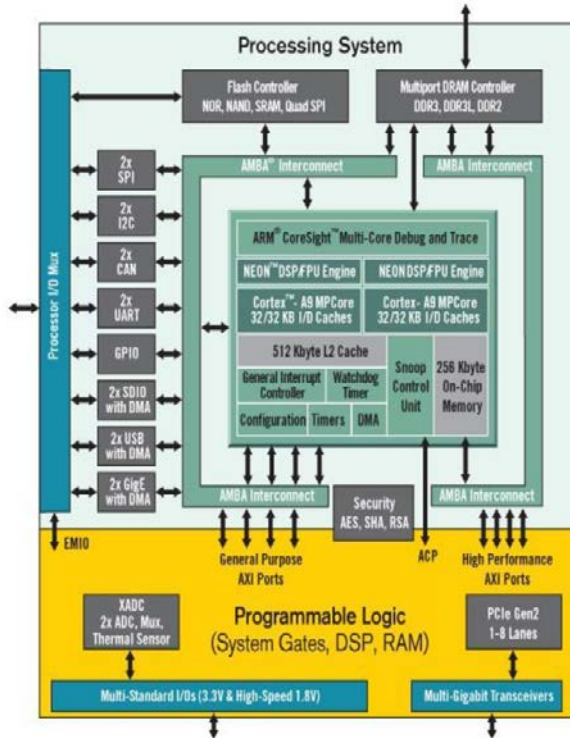 Processing System
Flash Controller
NOR, NAND, SRAM, Quad SPI
Multiport DRAM Controller
DDR3, DDR3L, DDR2
AMBA® Interconnect
AMBA Interconnect
Processor I/O Mux
2x
SPI
2x
I2C
2x
CAN
2x
UART
GPIO
2x SDIO
with DMA
2x USB
with DMA
2x GigE
with DMA
ARM® CoreSight™ Multi-Core Debug and Trace
NEON™ DSP/FPU Engine
NEON DSP/FPU Engine
Cortex™- A9 MPCore
32/32 KB I/D Caches
Cortex- A9 MPCore
32/32 KB I/D Caches
512 Kbyte L2 Cache
General Interrupt
Controller
Watchdog
Timer
Configuration
Timers
DMA
Snoop
Control
Unit
256 Kbyte
On-Chip
Memory
AMBA Interconnect
Security
AES, SHA, RSA
AMBA Interconnect
EMIO
General Purpose
AXI Ports
ACP
High Performance
AXI Ports
XADC
2x ADC, Mux,
Thermal Sensor
Programmable Logic
(System Gates, DSP, RAM)
PCIe Gen2
1-8 Lanes
Multi-Standard I/Os (3.3V & High-Speed 1.8V)
Multi-Gigabit Transceivers